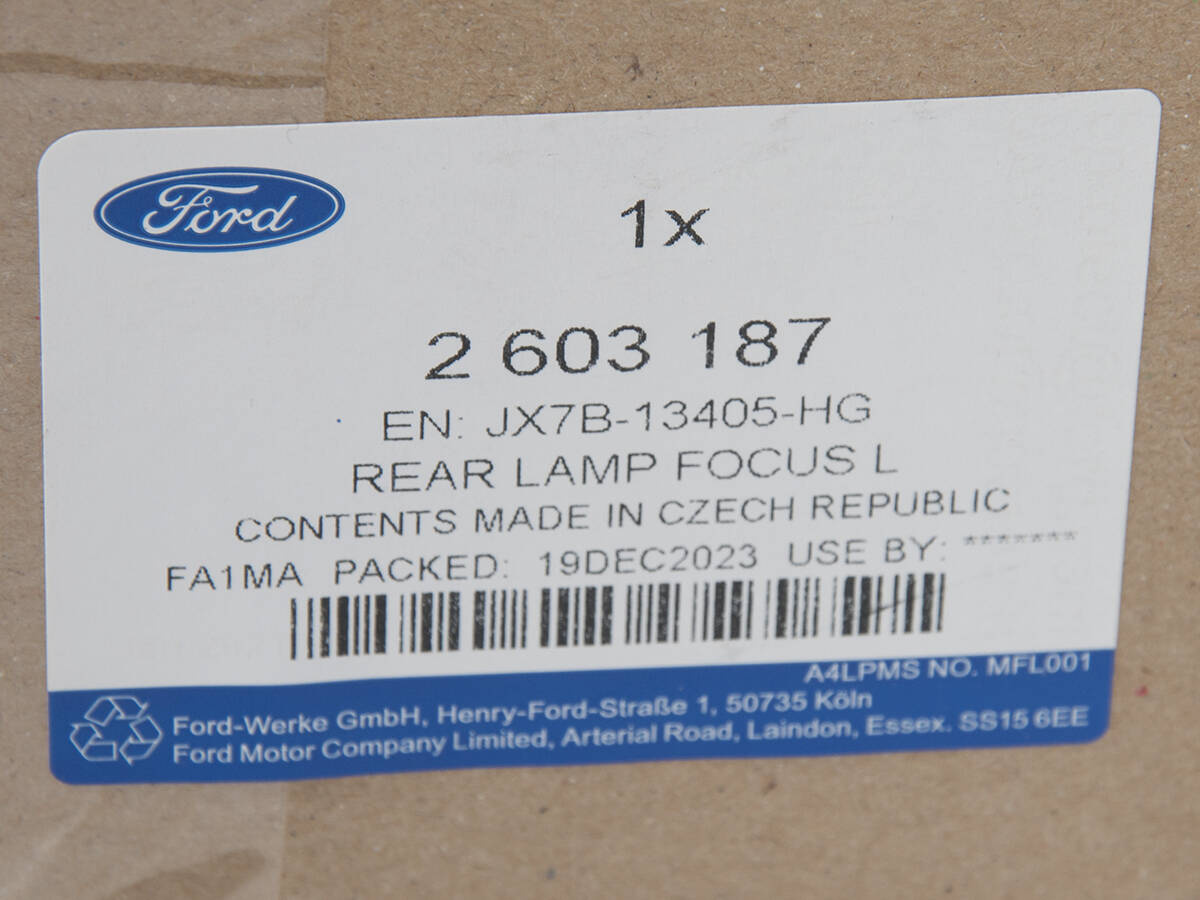 Ford
1x
2 603 187
EN: JX7B-13405-HG
REAR LAMP FOCUS L
CONTENTS MADE IN CZECH REPUBLIC
FA1MA PACKED: 19DEC2023 USE BY: *******
A4LPMS NO. MFL001
Ford-Werke GmbH, Henry-Ford-Straße 1, 50735 Köln
Ford Motor Company Limited, Arterial Road, Laindon, Essex. SS15 6EE